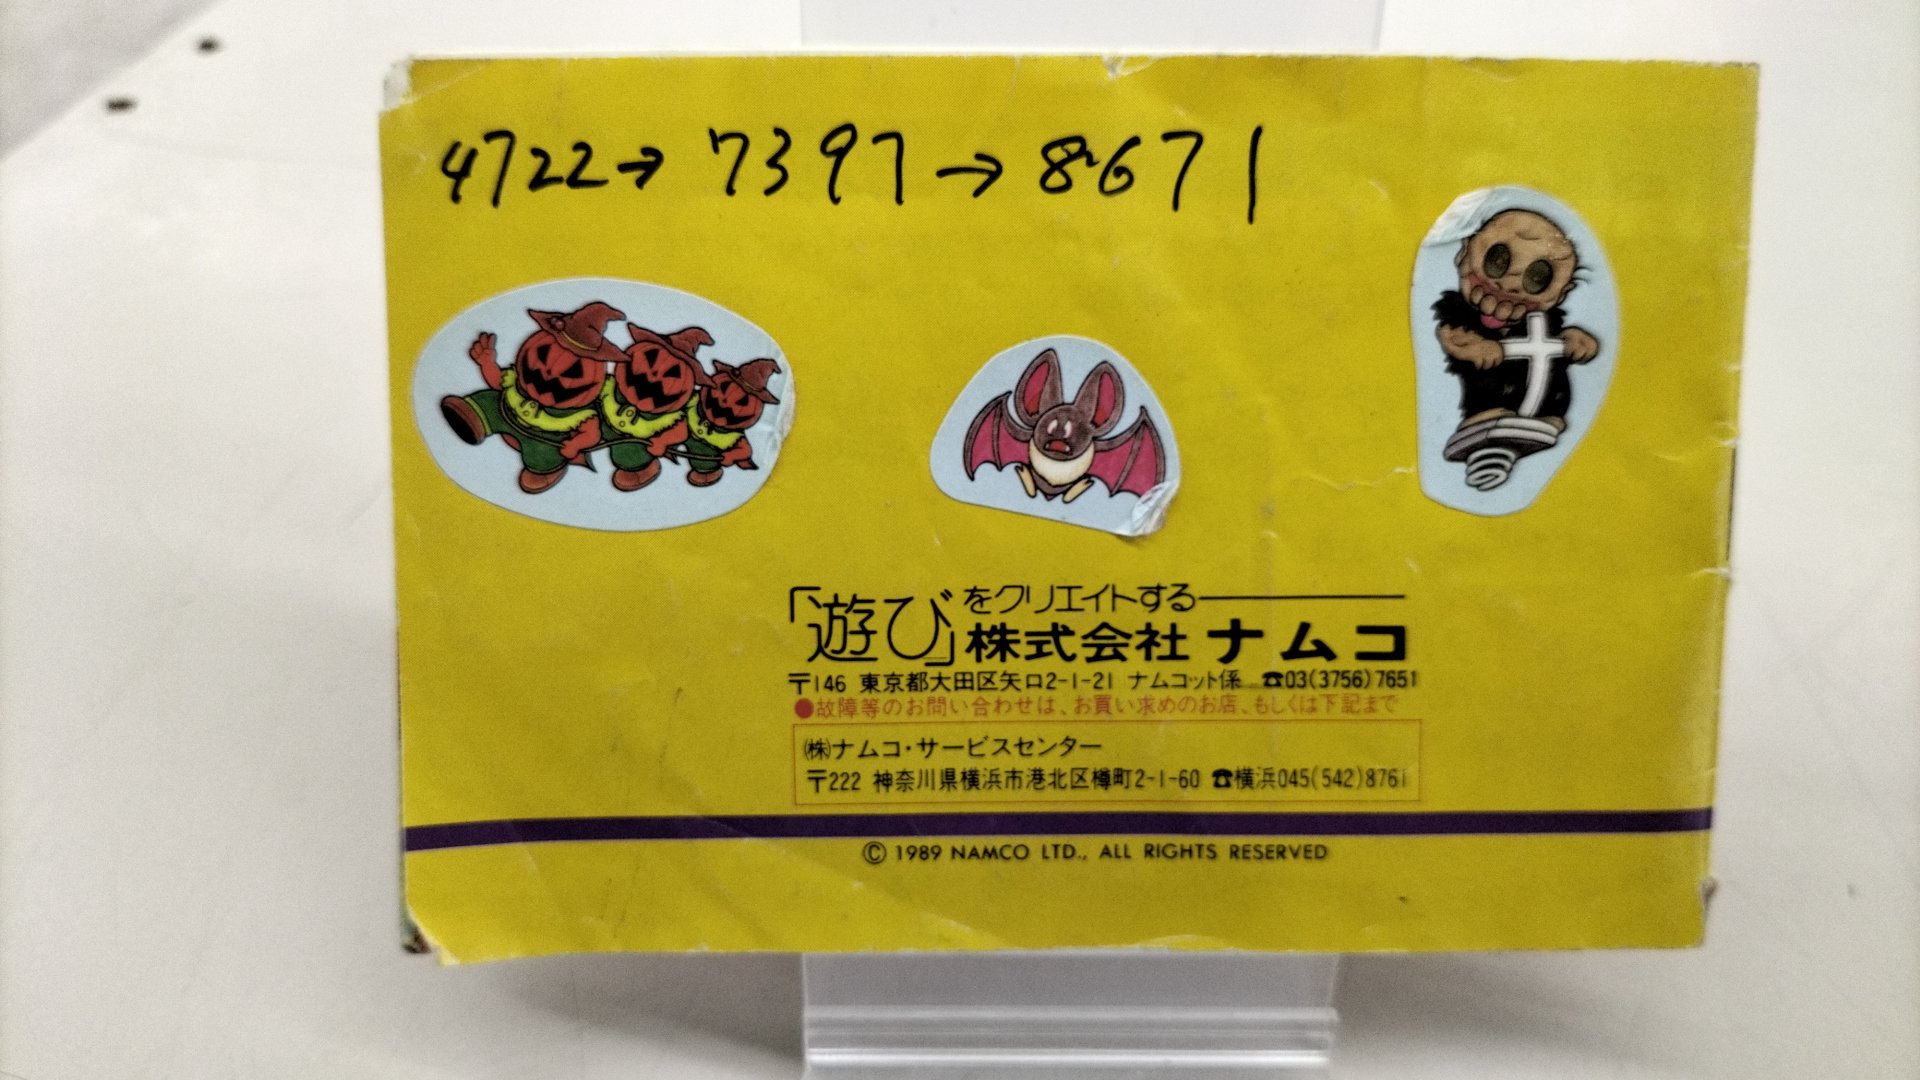 4722→7397→8671
「遊び」をクリエイトする
株式会社ナムコ
〒146 東京都大田区矢口2-1-21 ナムコット係 ☎03(3756)7651
●故障等のお問い合わせは、お買い求めのお店、もしくは下記まで
㈱ナムコ・サービスセンター
〒222 神奈川県横浜市港北区樽町2-1-60 ☎横浜045(542)8761
© 1989 NAMCO LTD., ALL RIGHTS RESERVED